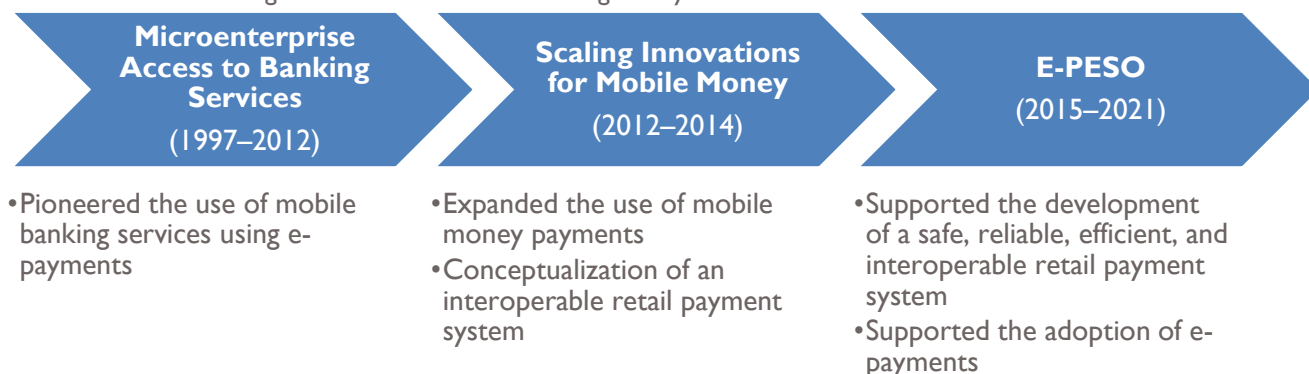 Microenterprise
Access to Banking
Services
(1997–2012)
Scaling Innovations
for Mobile Money
(2012–2014)
E-PESO
(2015–2021)
•Pioneered the use of mobile
banking services using e-
payments
•Expanded the use of mobile
money payments
•Conceptualization of an
interoperable retail payment
system
•Supported the development
of a safe, reliable, efficient, and
interoperable retail payment
system
•Supported the adoption of e-
payments